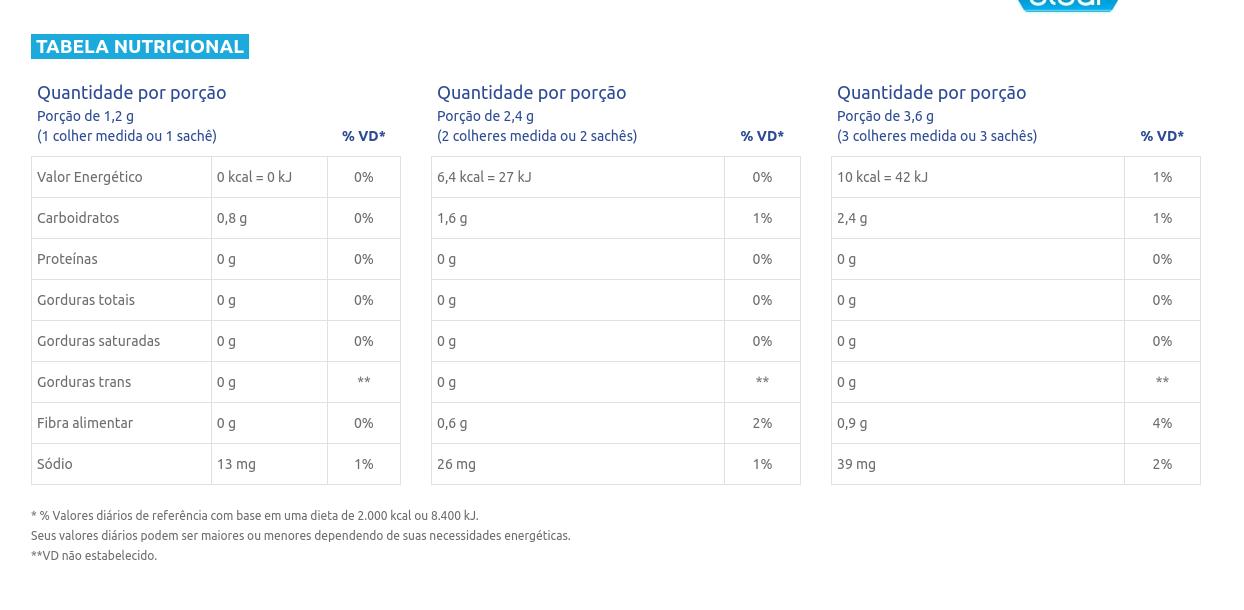 TABELA NUTRICIONAL
Quantidade por porção
Porção de 1,2 g
(1 colher medida ou 1 sachê) % VD*
Valor Energético 0 kcal = 0 kJ 0%
Carboidratos 0,8 g 0%
Proteínas 0 g 0%
Gorduras totais 0 g 0%
Gorduras saturadas 0 g 0%
Gorduras trans 0 g **
Fibra alimentar 0 g 0%
Sódio 13 mg 1%
Quantidade por porção
Porção de 2,4 g
(2 colheres medida ou 2 sachês) % VD*
6,4 kcal = 27 kJ 0%
1,6 g 1%
0 g 0%
0 g 0%
0 g 0%
0 g **
0,6 g 2%
26 mg 1%
Quantidade por porção
Porção de 3,6 g
(3 colheres medida ou 3 sachês) % VD*
10 kcal = 42 kJ 1%
2,4 g 1%
0 g 0%
0 g 0%
0 g 0%
0 g **
0,9 g 4%
39 mg 2%
* % Valores diários de referência com base em uma dieta de 2.000 kcal ou 8.400 kJ.
Seus valores diários podem ser maiores ou menores dependendo de suas necessidades energéticas.
**VD não estabelecido.